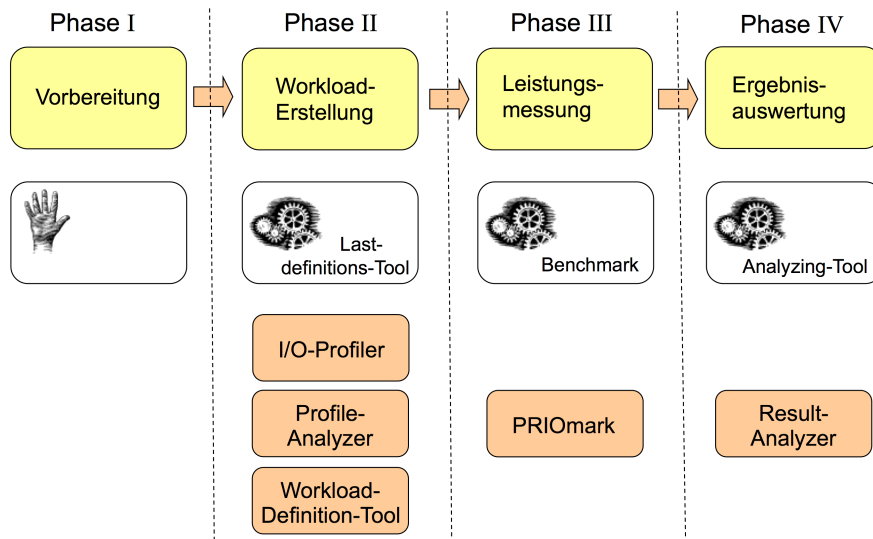 Phase I
Phase II
Phase III
Phase IV
Vorbereitung
Workload-
Erstellung
Leistungs-
messung
Ergebnis-
auswertung
Last-
definitions-Tool
Benchmark
Analyzing-Tool
I/O-Profiler
Profile-
Analyzer
PRIOmark
Result-
Analyzer
Workload-
Definition-Tool